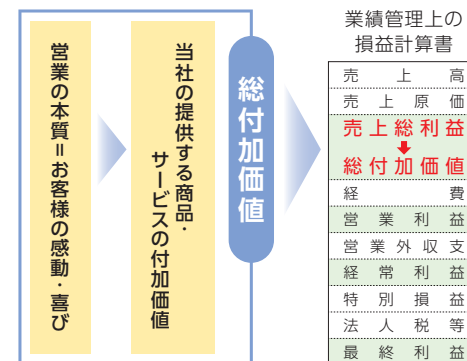 営業の本質=お客様の感動・喜び
当社の提供する商品・
サービスの付加価値
総付加価値
業績管理上の
損益計算書
売上高
売上原価
売上総利益
総付加価値
経費
営業利益
営業外収支
経常利益
特別損益
法人税等
最終利益